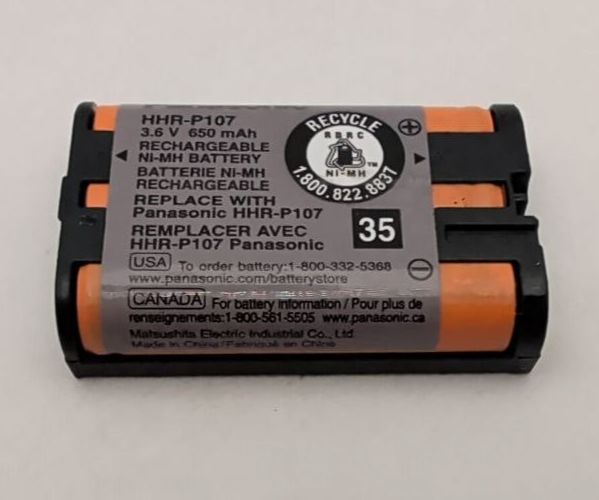 Panasonic
HHR-P107
3.6 V 650 mAh
RECHARGEABLE
NI-MH BATTERY
BATTERIE NI-MH
RECHARGEABLE
REPLACE WITH
Panasonic HHR-P107
REMPLACER AVEC
HHR-P107 Panasonic
RECYCLE
RBRC
TM
NI-MH
1.800.822.8837
+
35
USA To order battery:1-800-332-5368
www.panasonic.com/batterystore
−
CANADA For battery information / Pour plus de
renseignements:1-800-561-5505 www.panasonic.ca
Matsushita Electric Industrial Co., Ltd
Made in China/Fabriqué en Chine